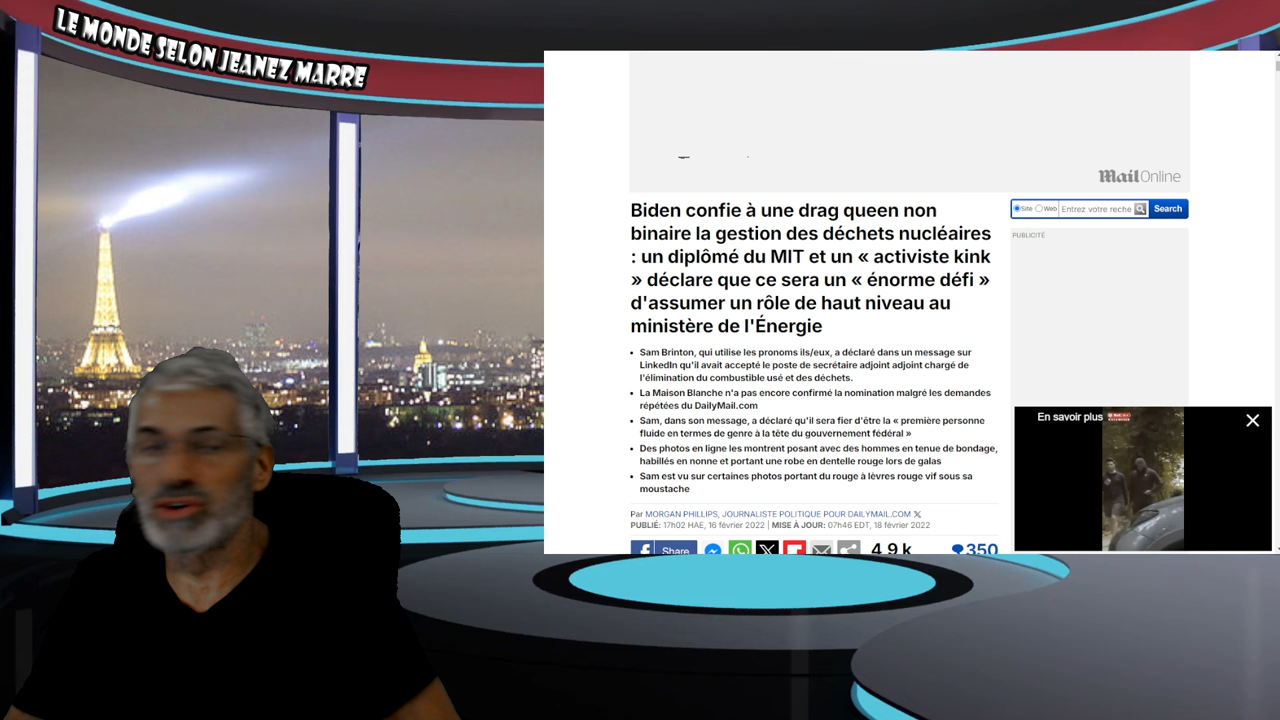 LE MONDE SELON JEANEZ MARRE
Mail Online
Biden confie à une drag queen non
binaire la gestion des déchets nucléaires
: un diplômé du MIT et un « activiste kink
» déclare que ce sera un « énorme défi »
d'assumer un rôle de haut niveau au
ministère de l'Énergie
Site Web Entrez votre reche Search
PUBLICITÉ
• Sam Brinton, qui utilise les pronoms ils/eux, a déclaré dans un message sur
LinkedIn qu'il avait accepté le poste de secrétaire adjoint adjoint chargé de
l'élimination du combustible usé et des déchets.
• La Maison Blanche n'a pas encore confirmé la nomination malgré les demandes
répétées du DailyMail.com
• Sam, dans son message, a déclaré qu'il sera fier d'être la « première personne
fluide en termes de genre à la tête du gouvernement fédéral »
• Des photos en ligne les montrent posant avec des hommes en tenue de bondage,
habillés en nonne et portant une robe en dentelle rouge lors de galas
• Sam est vu sur certaines photos portant du rouge à lèvres rouge vif sous sa
moustache
En savoir plus
Par MORGAN PHILLIPS, JOURNALISTE POLITIQUE POUR DAILYMAIL.COM
PUBLIÉ: 17h02 HAE, 16 février 2022 | MISE À JOUR: 07h46 EDT, 18 février 2022
Share 4.9k 350